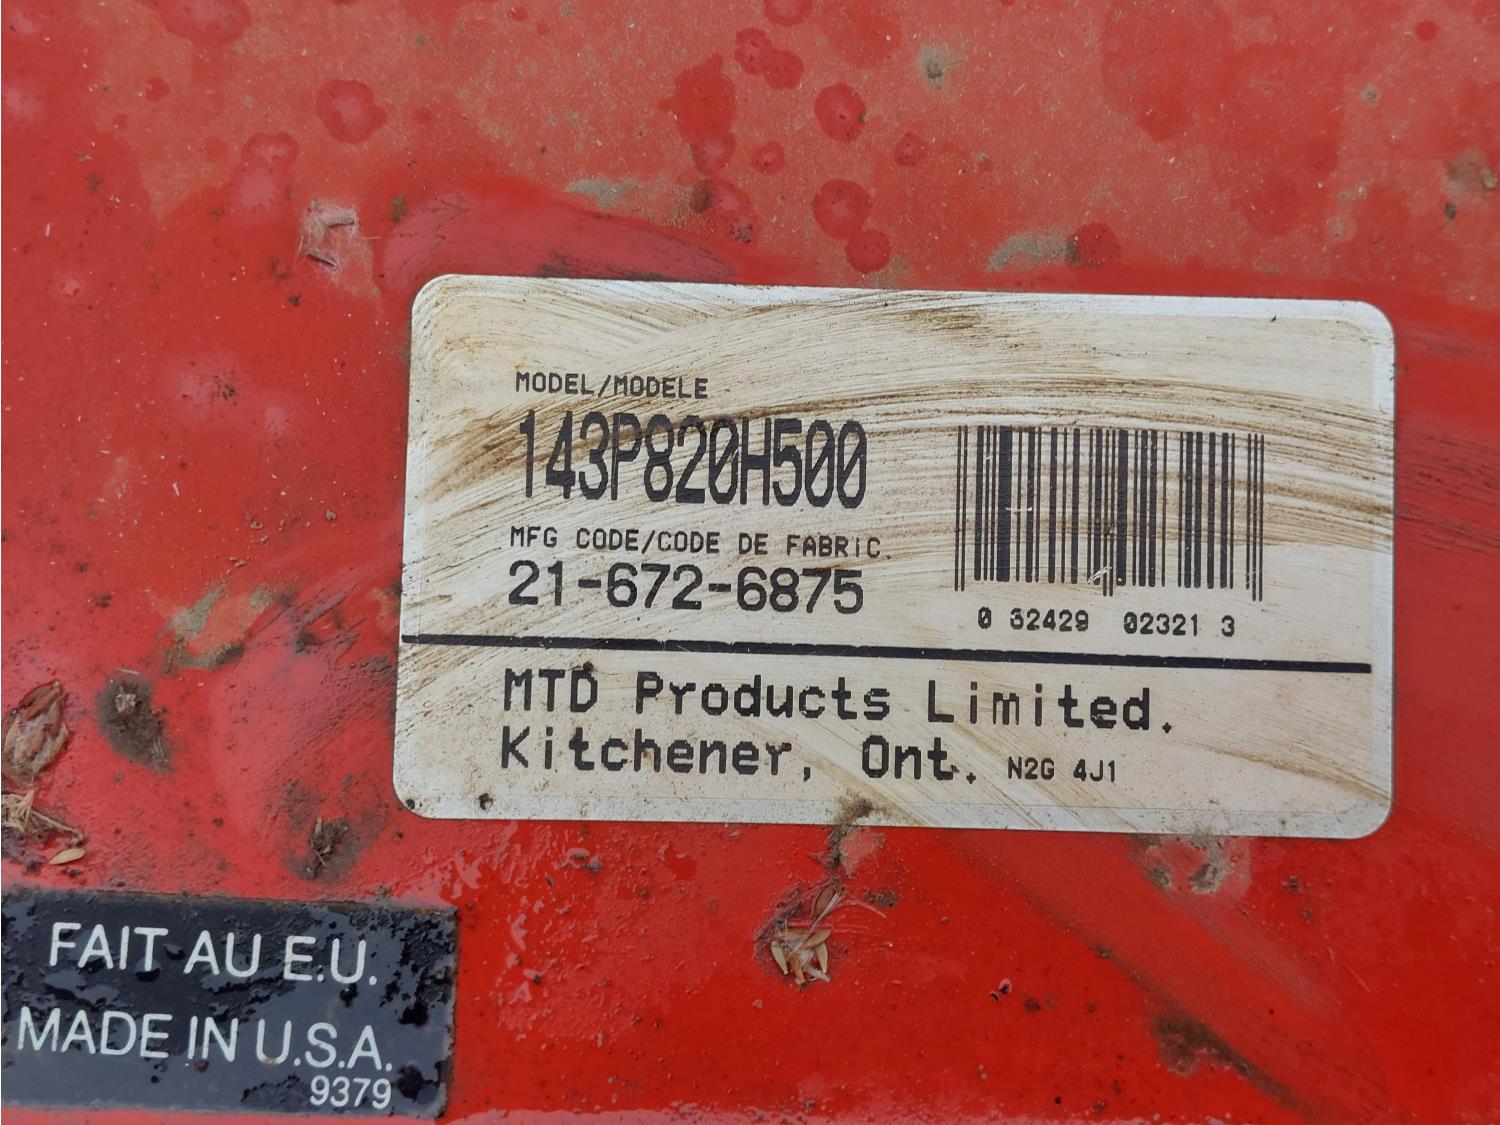 MODEL/MODELE
143P820H500
MFG CODE/CODE DE FABRIC.
21-672-6875
0 32429 02321 3
MTD Products Limited.
Kitchener, Ont. N2G 4J1
FAIT AU E.U.
MADE IN U.S.A.
9379